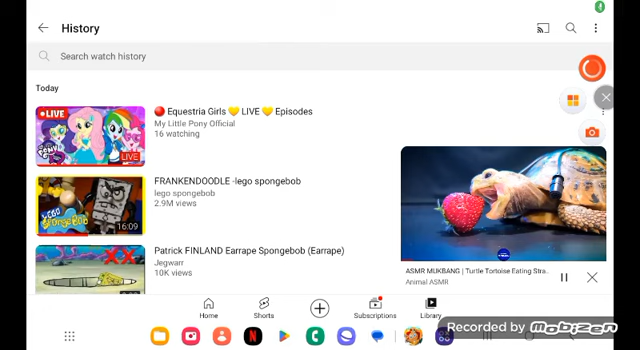 History
Search watch history
Today
🔴 Equestria Girls 💛 LIVE 💛 Episodes
My Little Pony Official
16 watching
LIVE
LIVE
FRANKENDOODLE -lego spongebob
lego spongebob
2.9M views
LEGO
16:09
Patrick FINLAND Earrape Spongebob (Earrape)
Jegwarr
10K views
ASMR MUKBANG | Turtle Tortoise Eating Stra..
Animal ASMR
Home
Shorts
Subscriptions
Library
Recorded by Mobizen